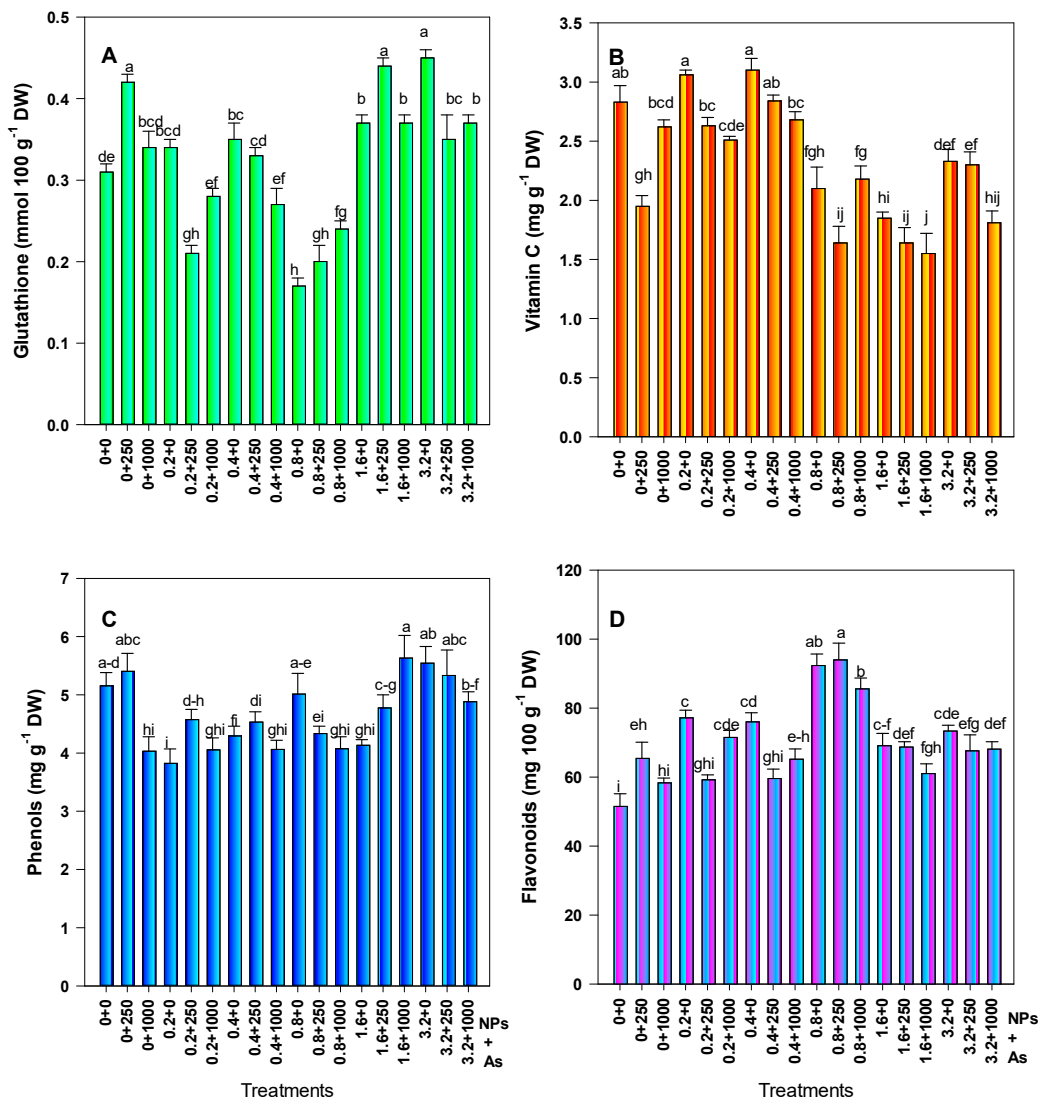 A
Glutathione (mmol 100 g-1 DW)
0.5
0.4
0.3
0.2
0.1
0.0
de a bcd bcd gh ef bc cd ef h gh fg b a b a bc b
0+0 0+250 0+1000 0.2+0 0.2+250 0.2+1000 0.4+0 0.4+250 0.4+1000 0.8+0 0.8+250 0.8+1000 1.6+0 1.6+250 1.6+1000 3.2+0 3.2+250 3.2+1000
B
Vitamin C (mg g-1 DW)
3.5
3.0
2.5
2.0
1.5
1.0
0.5
0.0
ab gh bcd a bc cde a ab bc fgh ij fg hi ij j def ef hij
0+0 0+250 0+1000 0.2+0 0.2+250 0.2+1000 0.4+0 0.4+250 0.4+1000 0.8+0 0.8+250 0.8+1000 1.6+0 1.6+250 1.6+1000 3.2+0 3.2+250 3.2+1000
C
Phenols (mg g-1 DW)
7
6
5
4
3
2
1
0
a-d abc hi i d-h ghi fi di ghi a-e ei ghi ghi c-g a ab abc b-f
0+0 0+250 0+1000 0.2+0 0.2+250 0.2+1000 0.4+0 0.4+250 0.4+1000 0.8+0 0.8+250 0.8+1000 1.6+0 1.6+250 1.6+1000 3.2+0 3.2+250 3.2+1000
NPs
+
As
Treatments
D
Flavonoids (mg 100 g-1 DW)
120
100
80
60
40
20
0
i eh hi c ghi cde cd ghi e-h ab a b c-f def fgh cde efg def
0+0 0+250 0+1000 0.2+0 0.2+250 0.2+1000 0.4+0 0.4+250 0.4+1000 0.8+0 0.8+250 0.8+1000 1.6+0 1.6+250 1.6+1000 3.2+0 3.2+250 3.2+1000
NPs
+
As
Treatments